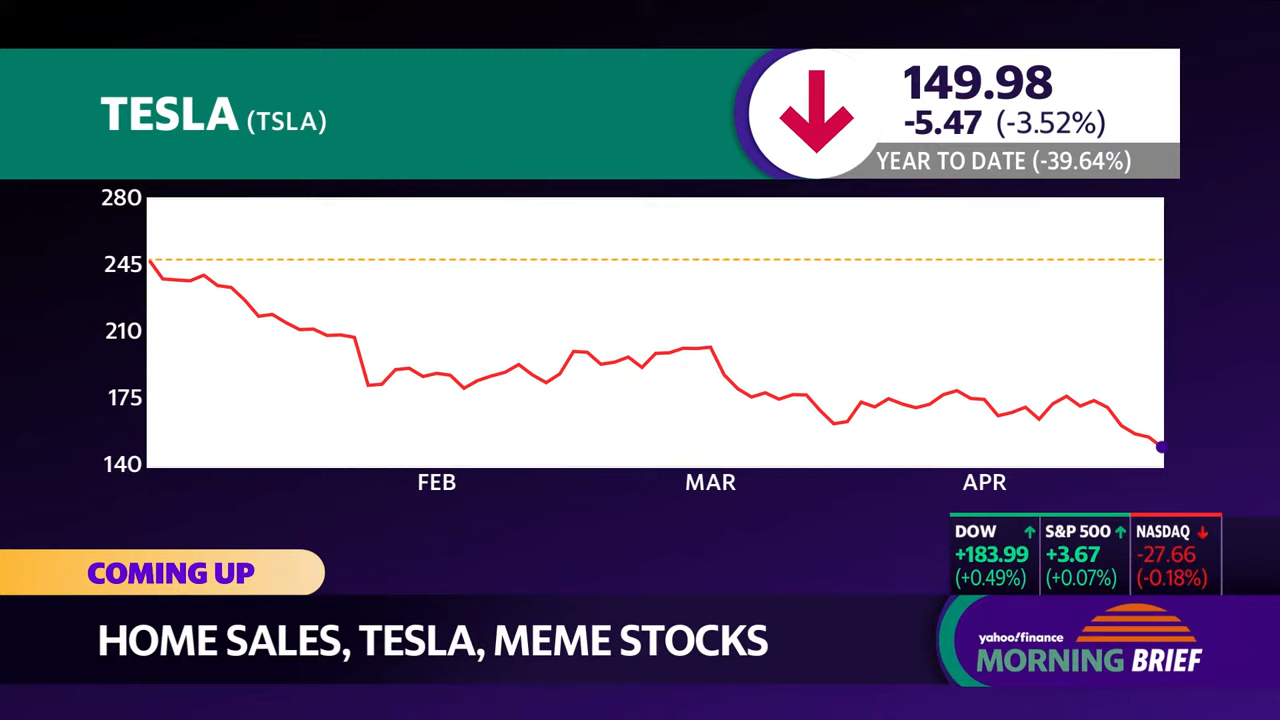 TESLA (TSLA)
149.98
-5.47 (-3.52%)
YEAR TO DATE (-39.64%)
280
245
210
175
140
FEB MAR APR
DOW S&P 500 NASDAQ
+183.99 +3.67 -27.66
(+0.49%) (+0.07%) (-0.18%)
COMING UP
HOME SALES, TESLA, MEME STOCKS
yahoo!finance
MORNING BRIEF